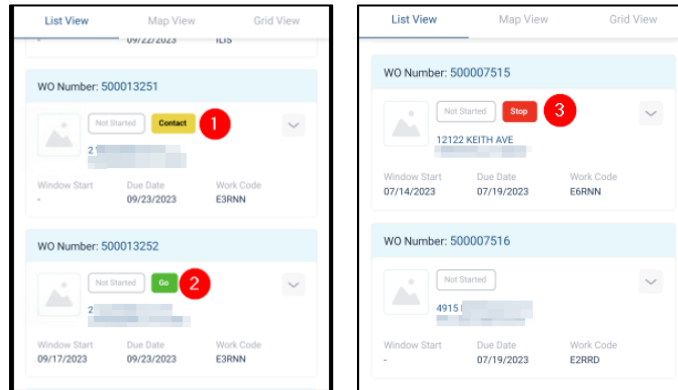 List View Map View Grid View
09/22/2023 ILIS
WO Number: 500013251
Not Started Contact 1
2
Window Start Due Date Work Code
- 09/23/2023 E3RNN
WO Number: 500013252
Not Started Go 2
2
Window Start Due Date Work Code
09/17/2023 09/23/2023 E3RNN
List View Map View Grid View
WO Number: 500007515
Not Started Stop 3
12122 KEITH AVE
Window Start Due Date Work Code
07/14/2023 07/19/2023 E6RNN
WO Number: 500007516
Not Started
4915
Window Start Due Date Work Code
- 07/19/2023 E2RRD